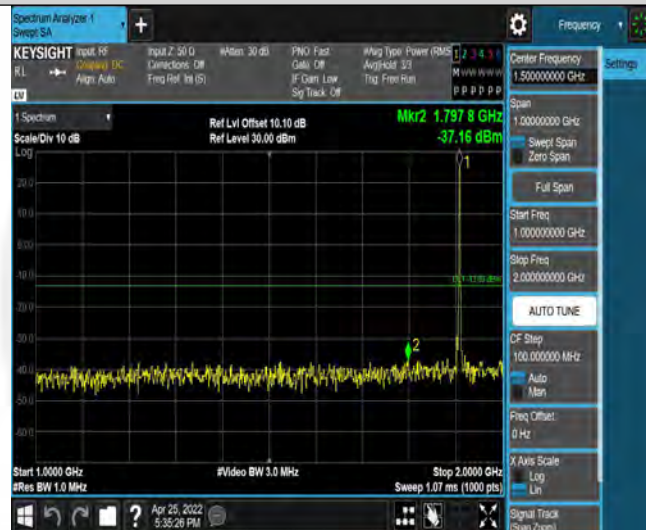 Spectrum Analyzer 1
Swept SA
+
Frequency
KEYSIGHT
Input: RF
Coupling: DC
Align: Auto
Input Z: 50 Ω
Corrections: Off
Freq Ref: Int (S)
#Atten: 30 dB
PNO: Fast
Gate: Off
IF Gain: Low
Sig Track: Off
#Avg Type: Power (RMS
Avg|Hold: 3/3
Trig: Free Run
1 2 3 4 5 6
M W W W W W
P P P P P P
LV
1 Spectrum
Scale/Div 10 dB
Log
Ref Lvl Offset 10.10 dB
Ref Level 30.00 dBm
Mkr2 1.797 8 GHz
-37.16 dBm
20.0
10.0
0.00
-10.0
-20.0
-30.0
-40.0
-50.0
-60.0
1
2
Start 1.0000 GHz
#Res BW 1.0 MHz
#Video BW 3.0 MHz
Stop 2.0000 GHz
Sweep 1.07 ms (1000 pts)
?
Apr 25, 2022
5:35:26 PM
Center Frequency
1.500000000 GHz
Span
1.00000000 GHz
Swept Span
Zero Span
Full Span
Start Freq
1.000000000 GHz
Stop Freq
2.000000000 GHz
AUTO TUNE
CF Step
100.000000 MHz
Auto
Man
Freq Offset
0 Hz
X Axis Scale
Log
Lin
Signal Track
(Span Zoom)
Settings